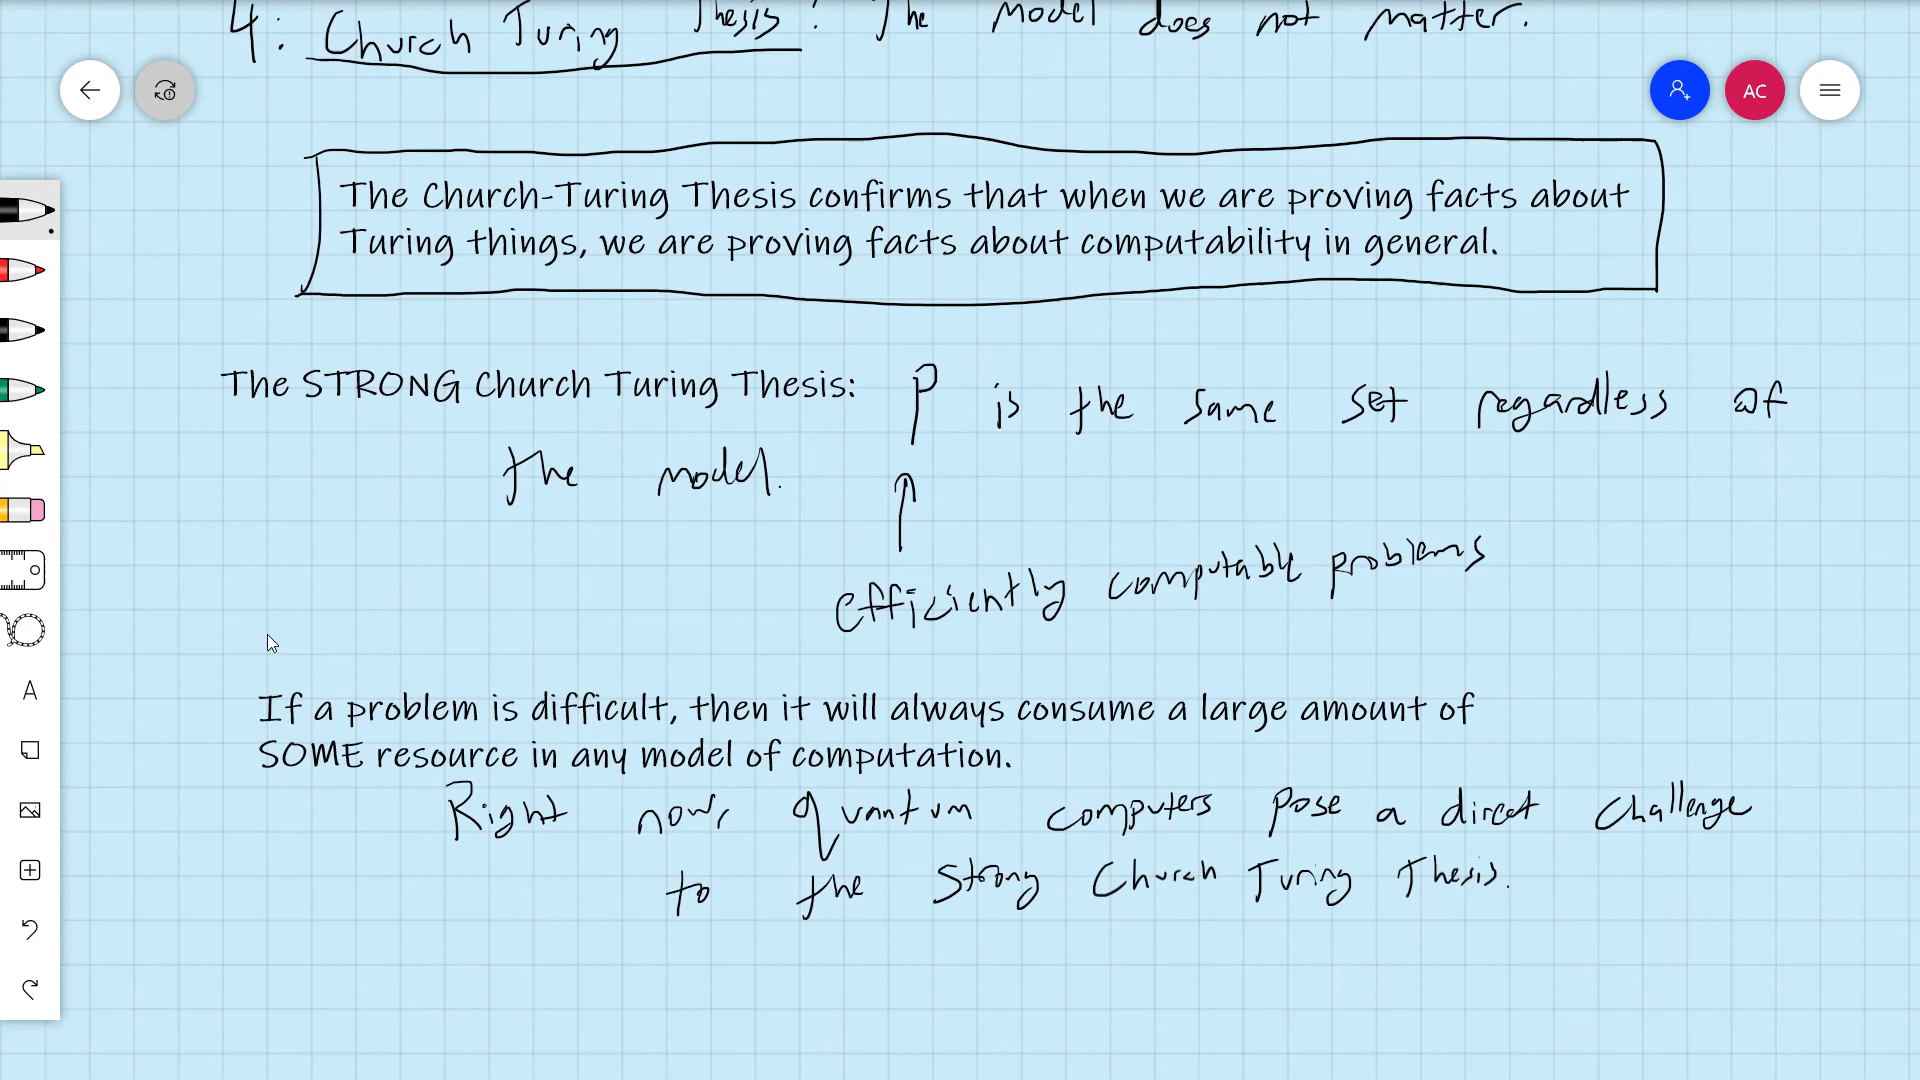 4: Church Turing Thesis: The model does not matter.
AC
The Church-Turing Thesis confirms that when we are proving facts about
Turing things, we are proving facts about computability in general.
The STRONG Church Turing Thesis: P is the same set regardless of
the model.
efficiently computable problems
If a problem is difficult, then it will always consume a large amount of
SOME resource in any model of computation.
Right now, quantum computers pose a direct challenge
to the Strong Church Turing Thesis.